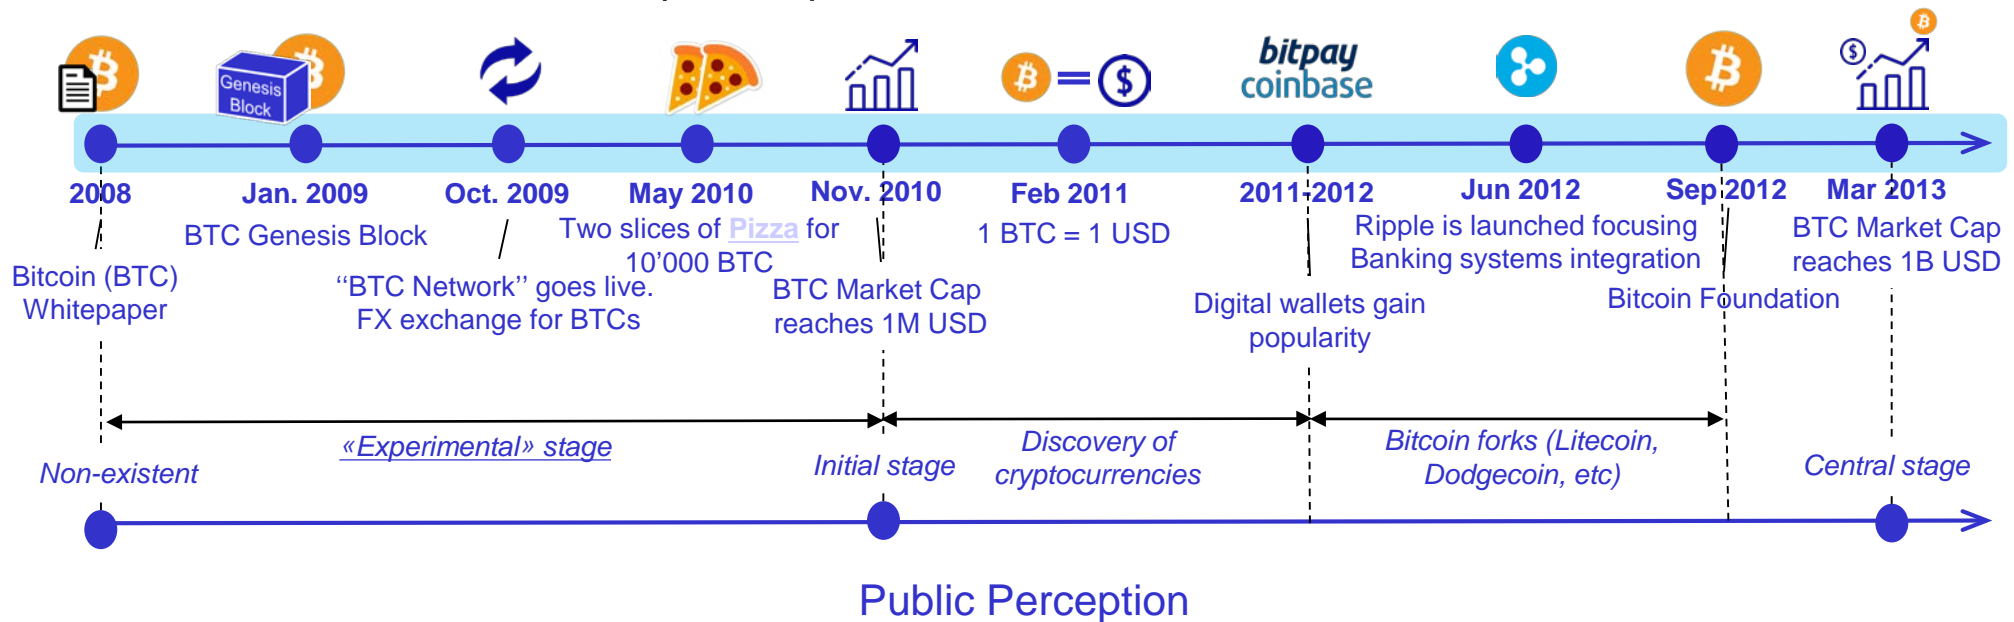 Genesis
Block
bitpay
coinbase
2008
Jan. 2009
Oct. 2009
May 2010
Nov. 2010
Feb 2011
2011-2012
Jun 2012
Sep 2012
Mar 2013
Bitcoin (BTC)
Whitepaper
BTC Genesis Block
‘‘BTC Network’’ goes live.
FX exchange for BTCs
Two slices of Pizza for
10’000 BTC
BTC Market Cap
reaches 1M USD
1 BTC = 1 USD
Digital wallets gain
popularity
Ripple is launched focusing
Banking systems integration
Bitcoin Foundation
BTC Market Cap
reaches 1B USD
Non-existent
«Experimental» stage
Initial stage
Discovery of
cryptocurrencies
Bitcoin forks (Litecoin,
Dodgecoin, etc)
Central stage
Public Perception